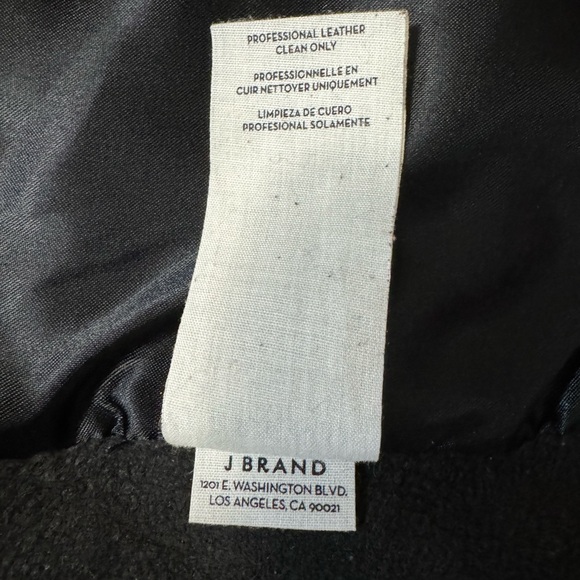 PROFESSIONAL LEATHER
CLEAN ONLY
PROFESSIONNELLE EN
CUIR NETTOYER UNIQUEMENT
LIMPIEZA DE CUERO
PROFESIONAL SOLAMENTE
J BRAND
1201 E. WASHINGTON BLVD.
LOS ANGELES, CA 90021